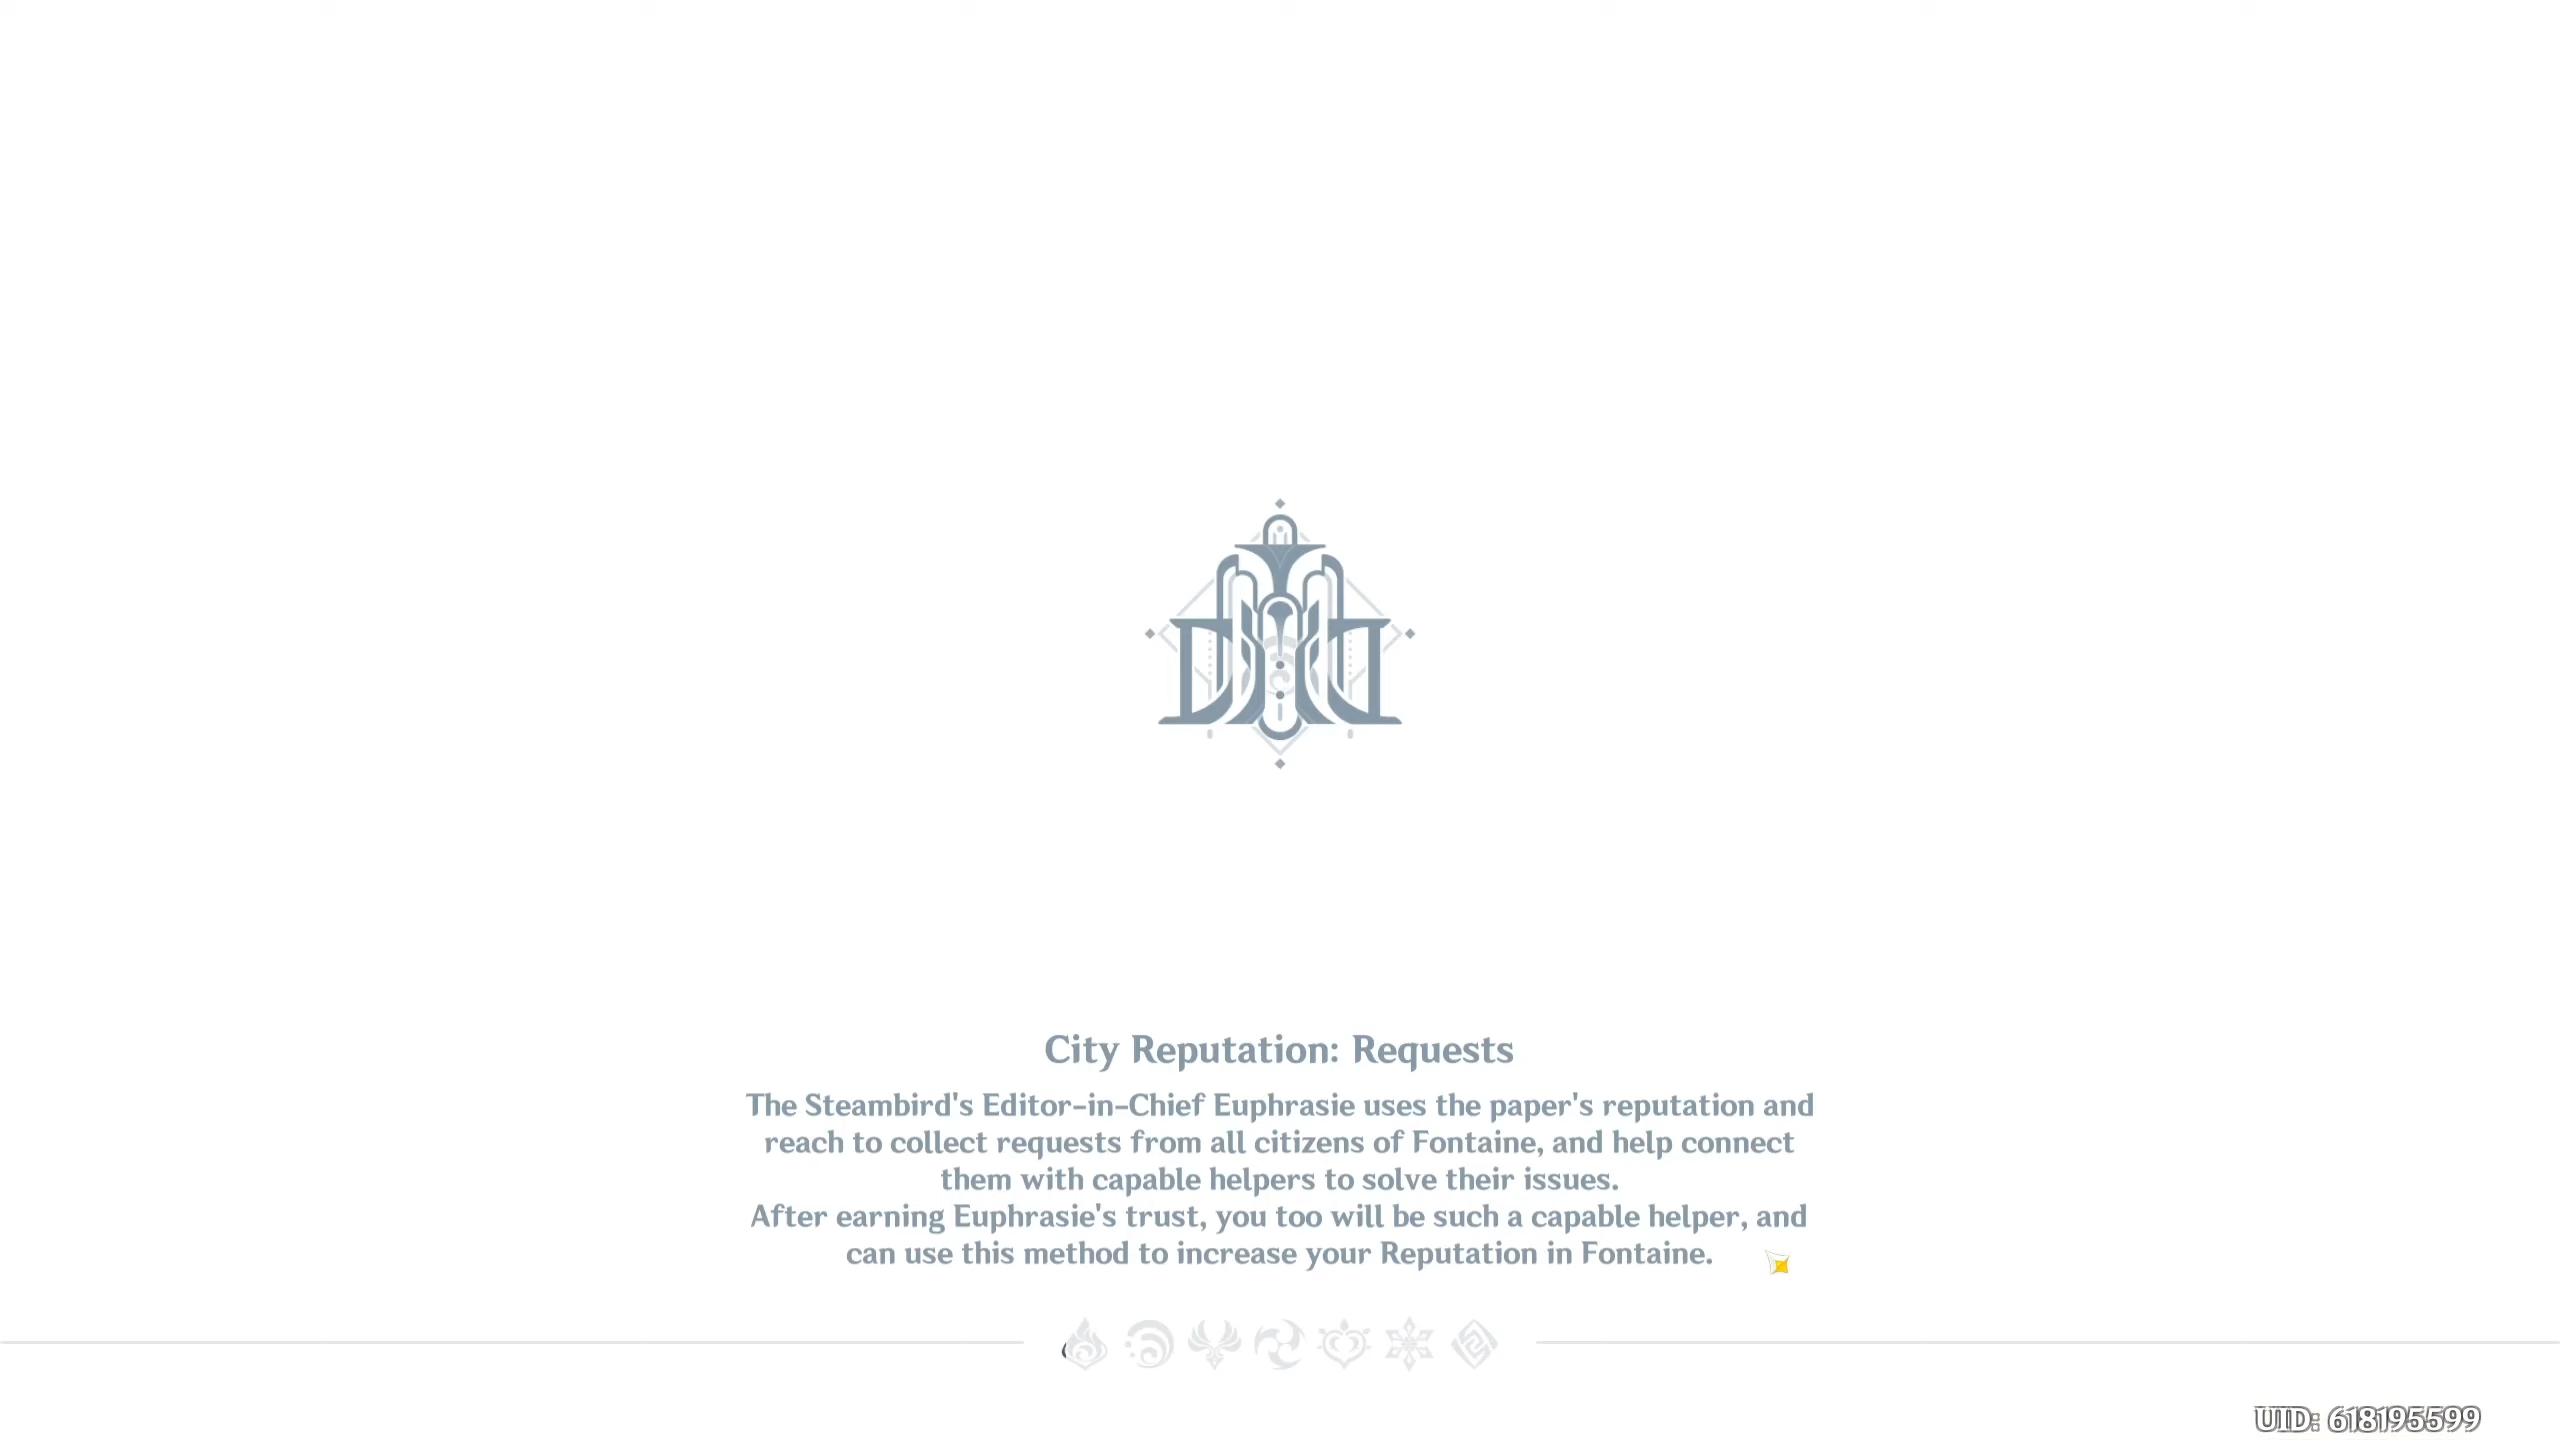 City Reputation: Requests
The Steambird's Editor-in-Chief Euphrasie uses the paper's reputation and
reach to collect requests from all citizens of Fontaine, and help connect
them with capable helpers to solve their issues.
After earning Euphrasie's trust, you too will be such a capable helper, and
can use this method to increase your Reputation in Fontaine.
UID: 618195599